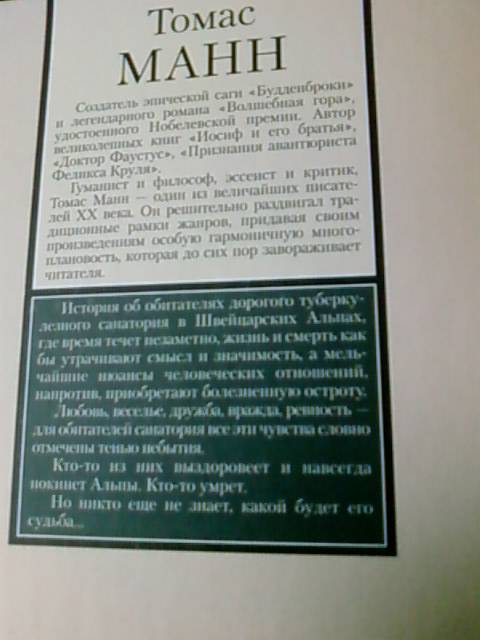 Томас
МАНН
Создатель эпической саги «Будденброки»
и легендарного романа «Волшебная гора»,
удостоенного Нобелевской премии. Автор
великолепных книг «Иосиф и его братья»,
«Доктор Фаустус», «Признания авантюриста
Феликса Круля».
Гуманист и философ, эссеист и критик,
Томас Манн — один из величайших писате-
лей XX века. Он решительно раздвигал тра-
диционные рамки жанров, придавая своим
произведениям особую гармоничную много-
плановость, которая до сих пор завораживает
читателя.
История об обитателях дорогого туберку-
лезного санатория в Швейцарских Альпах,
где время течет незаметно, жизнь и смерть как
бы утрачивают смысл и значимость, а мель-
чайшие нюансы человеческих отношений,
напротив, приобретают болезненную остроту.
Любовь, веселье, дружба, вражда, ревность —
для обитателей санатория все эти чувства словно
отмечены тенью небытия.
Кто-то из них выздоровеет и навсегда
покинет Альпы. Кто-то умрет.
Но никто еще не знает, какой будет его
судьба...